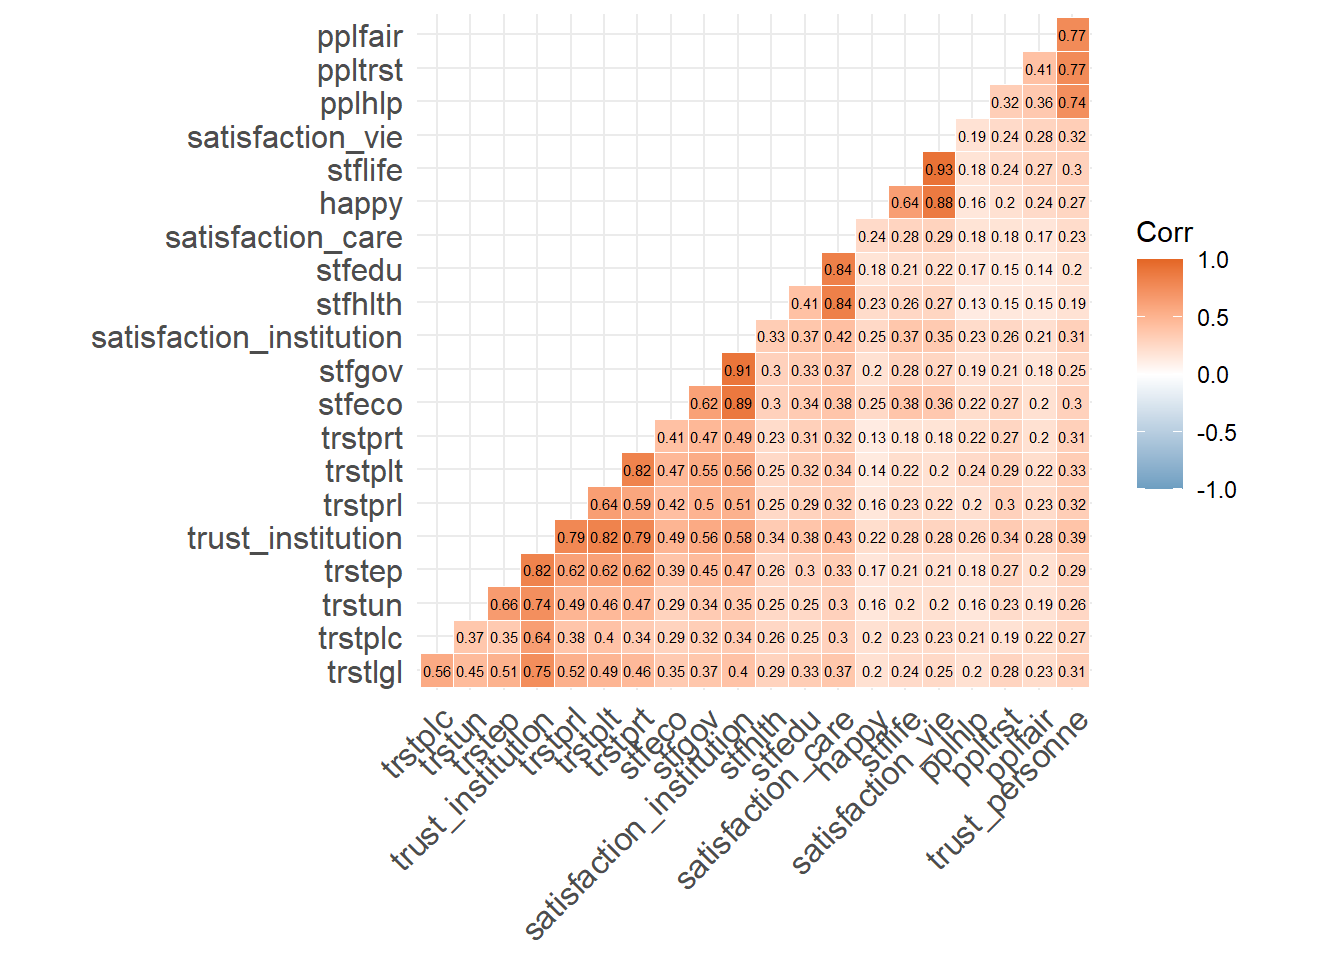 pplfair 0.77
ppltrst 0.41 0.77
pplhlp 0.32 0.36 0.74
satisfaction_vie 0.19 0.24 0.28 0.32
stflife 0.93 0.18 0.24 0.27 0.3
happy 0.64 0.88 0.16 0.2 0.24 0.27
satisfaction_care 0.24 0.28 0.29 0.18 0.18 0.17 0.23
stfedu 0.84 0.18 0.21 0.22 0.17 0.15 0.14 0.2
stfhlth 0.41 0.84 0.23 0.26 0.27 0.13 0.15 0.15 0.19
satisfaction_institution 0.33 0.37 0.42 0.25 0.37 0.35 0.23 0.26 0.21 0.31
stfgov 0.91 0.3 0.33 0.37 0.2 0.28 0.27 0.19 0.21 0.18 0.25
stfeco 0.62 0.89 0.3 0.34 0.38 0.25 0.38 0.36 0.22 0.27 0.2 0.3
trstprt 0.41 0.47 0.49 0.23 0.31 0.32 0.13 0.18 0.18 0.22 0.27 0.2 0.31
trstplt 0.82 0.47 0.55 0.56 0.25 0.32 0.34 0.14 0.22 0.2 0.24 0.29 0.22 0.33
trstprl 0.64 0.59 0.42 0.5 0.51 0.25 0.29 0.32 0.16 0.23 0.22 0.2 0.3 0.23 0.32
trust_institution 0.79 0.82 0.79 0.49 0.56 0.58 0.34 0.38 0.43 0.22 0.28 0.28 0.26 0.34 0.28 0.39
trstep 0.82 0.62 0.62 0.62 0.39 0.45 0.47 0.26 0.3 0.33 0.17 0.21 0.21 0.18 0.27 0.2 0.29
trstun 0.66 0.74 0.49 0.46 0.47 0.29 0.34 0.35 0.25 0.25 0.3 0.16 0.2 0.2 0.16 0.23 0.19 0.26
trstplc 0.37 0.35 0.64 0.38 0.4 0.34 0.29 0.32 0.34 0.26 0.25 0.3 0.2 0.23 0.23 0.21 0.19 0.22 0.27
trstlgl 0.56 0.45 0.51 0.75 0.52 0.49 0.46 0.35 0.37 0.4 0.29 0.33 0.37 0.2 0.24 0.25 0.2 0.28 0.23 0.31
trstplc
trstun
trstep
trust_institution
trstprl
trstplt
trstprt
stfeco
stfgov
satisfaction_institution
stfhlth
stfedu
satisfaction_care
happy
stflife
satisfaction_vie
pplhlp
ppltrst
pplfair
trust_personne
Corr
1.0
0.5
0.0
-0.5
-1.0